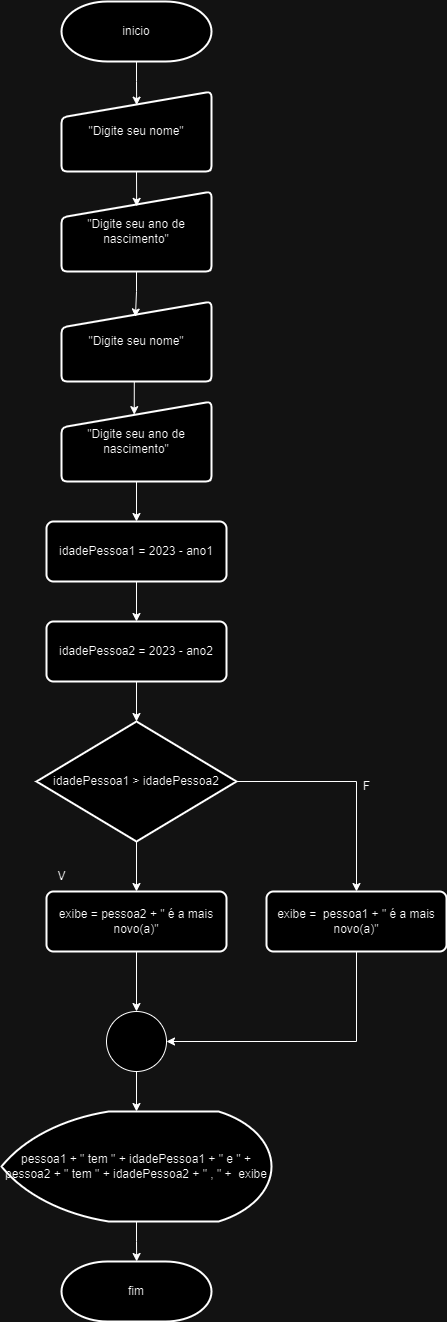 inicio
"Digite seu nome"
"Digite seu ano de
nascimento"
"Digite seu nome"
"Digite seu ano de
nascimento"
idadePessoa1 = 2023 - ano1
idadePessoa2 = 2023 - ano2
idadePessoa1 > idadePessoa2
F
V
exibe = pessoa2 + " é a mais
novo(a)"
exibe = pessoa1 + " é a mais
novo(a)"
pessoa1 + " tem " + idadePessoa1 + " e " +
pessoa2 + " tem " + idadePessoa2 + " , " + exibe
fim